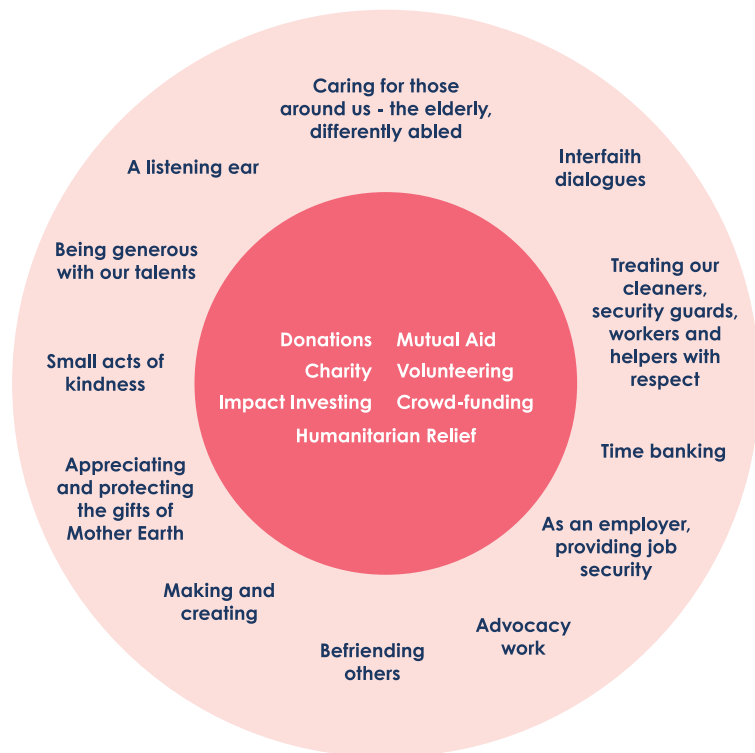 Caring for those
around us - the elderly,
differently abled
Interfaith
dialogues
Treating our
cleaners,
security guards,
workers and
helpers with
respect
Time banking
As an employer,
providing job
security
Advocacy
work
Befriending
others
Making and
creating
Appreciating
and protecting
the gifts of
Mother Earth
Small acts of
kindness
Being generous
with our talents
A listening ear
Donations Mutual Aid
Charity Volunteering
Impact Investing Crowd-funding
Humanitarian Relief